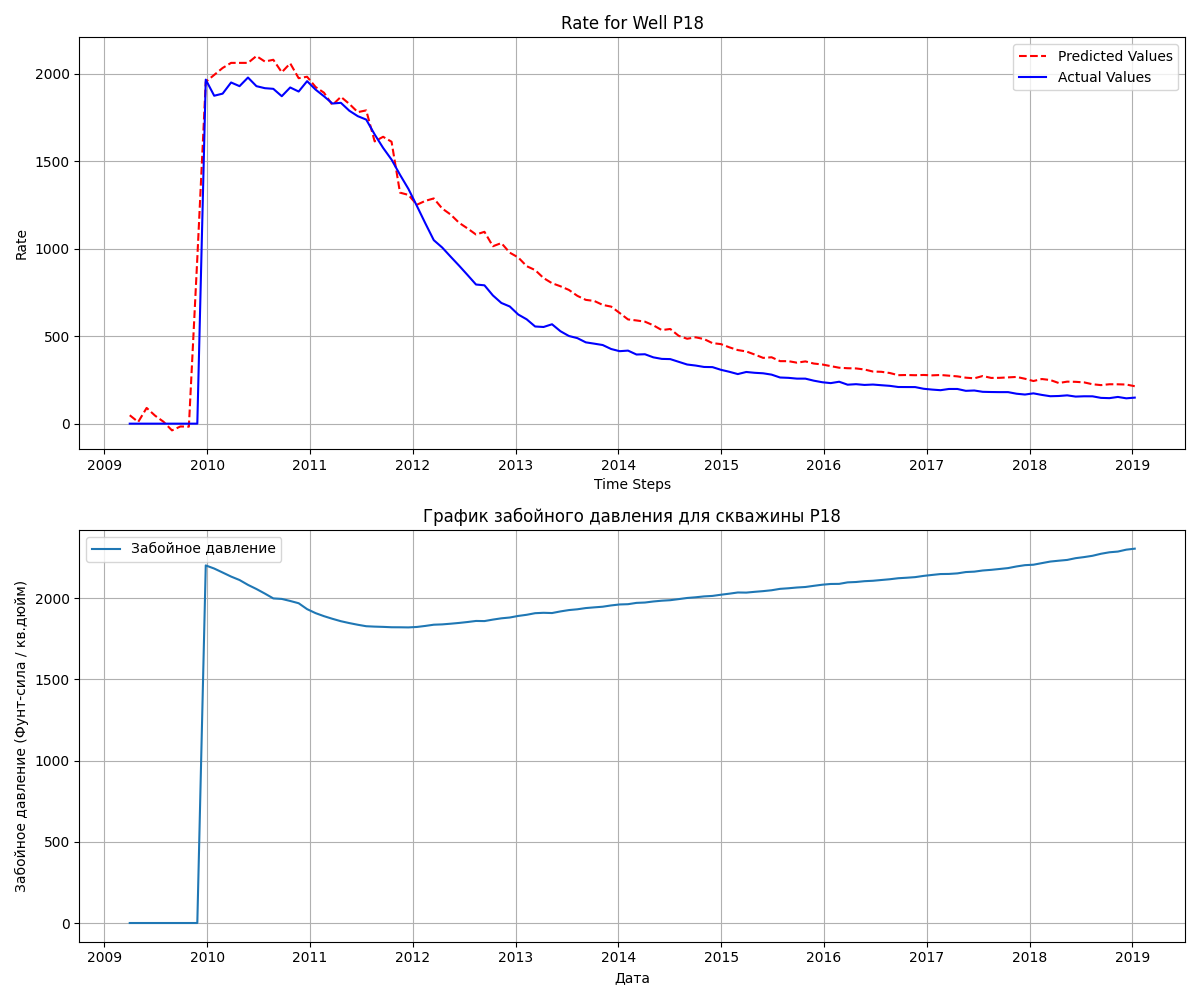 Rate for Well P18
Predicted Values
Actual Values
Rate
2000
1500
1000
500
0
2009 2010 2011 2012 2013 2014 2015 2016 2017 2018 2019
Time Steps
График забойного давления для скважины P18
Забойное давление
Забойное давление (Фунт-сила / кв.дюйм)
2000
1500
1000
500
0
2009 2010 2011 2012 2013 2014 2015 2016 2017 2018 2019
Дата